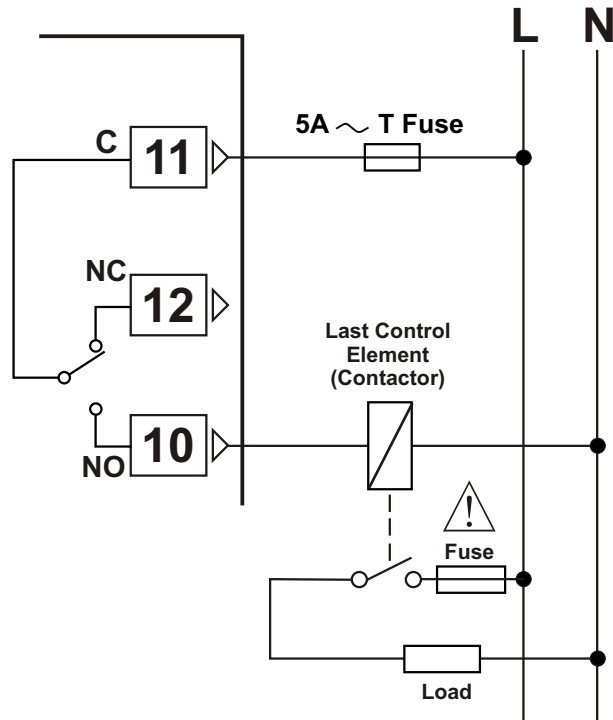 L N
5A ~ T Fuse
C
11
NC
12
Last Control
Element
(Contactor)
10
NO
!
Fuse
Load